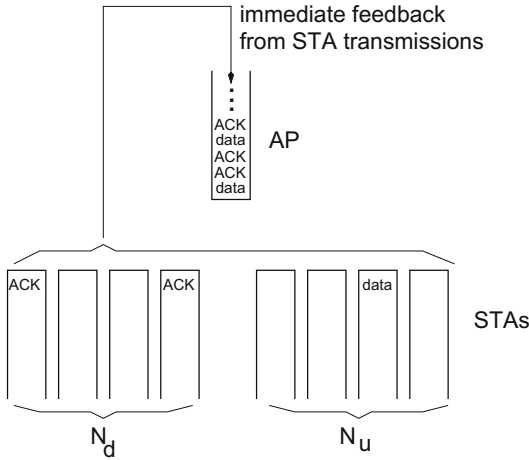 immediate feedback
from STA transmissions
ACK
data
ACK
ACK
data
AP
ACK
ACK
data
STAs
N_d
N_u